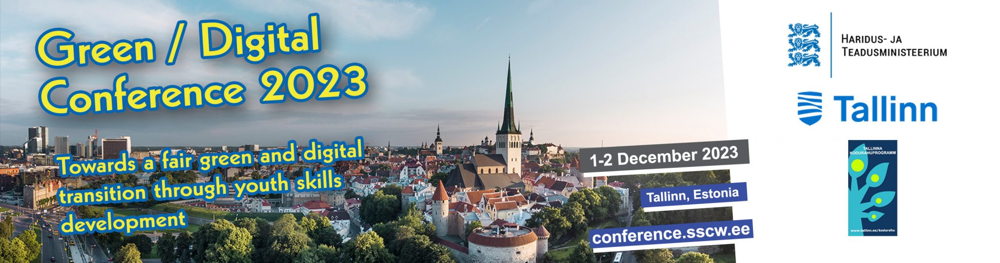 Green / Digital
Conference 2023
Towards a fair green and digital
transition through youth skills
development
1-2 December 2023
Tallinn, Estonia
conference.sscw.ee
HARIDUS- JA
TEADUSMINISTEERIUM
Tallinn
TALLINNA
KODURAHUPROGRAMM
www.tallinn.ee/kodurahu